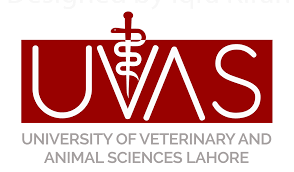 UVAS
UNIVERSITY OF VETERINARY AND
ANIMAL SCIENCES LAHORE